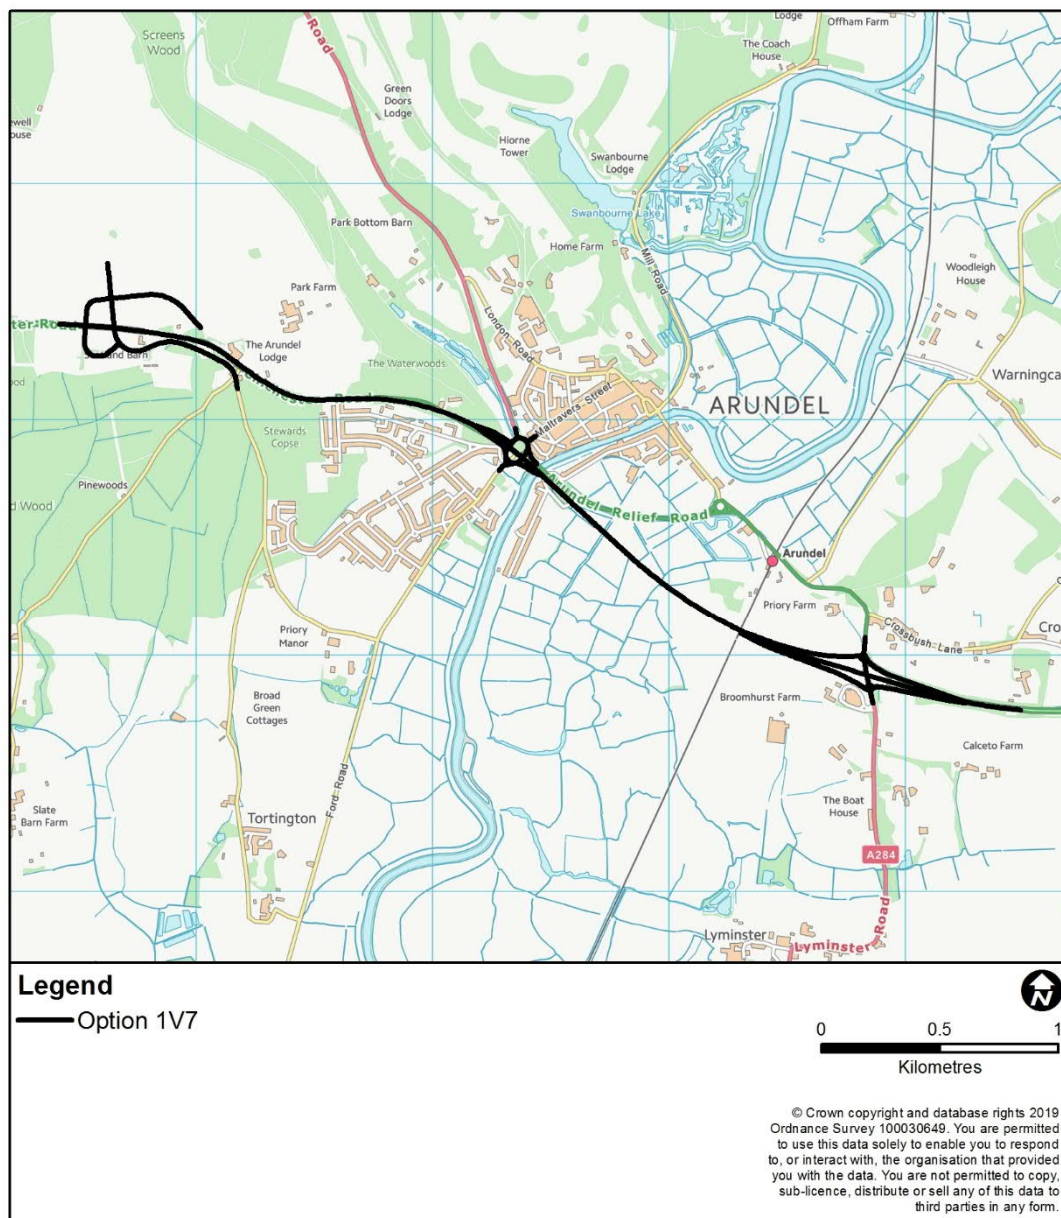 Road
Lodge
Offham Farm
The Coach
House
Screens
Wood
Green
Doors
Lodge
ewell
ouse
Hiorne
Tower
Swanbourne
Lodge
Swanbourne Lake
Park Bottom Barn
Home Farm
Mill Road
Woodleigh
House
Park Farm
London Road
ter Road
The Arundel
Lodge
The Waterwoods
Warningca
Maltravers Street
ARUNDEL
Stewards
Copse
Pinewoods
d Wood
Arundel Relief Road
Arundel
Priory Farm
Crossbush Lane
Cro
Priory
Manor
Broad
Green
Cottages
Broomhurst Farm
Calceto Farm
Ford Road
Slate
Barn Farm
Tortington
The Boat
House
A284
Lyminster
Lyminster Road
Legend
Option 1V7
N
0 0.5 1
Kilometres
© Crown copyright and database rights 2019
Ordnance Survey 100030649. You are permitted
to use this data solely to enable you to respond
to, or interact with, the organisation that provided
you with the data. You are not permitted to copy,
sub-licence, distribute or sell any of this data to
third parties in any form.